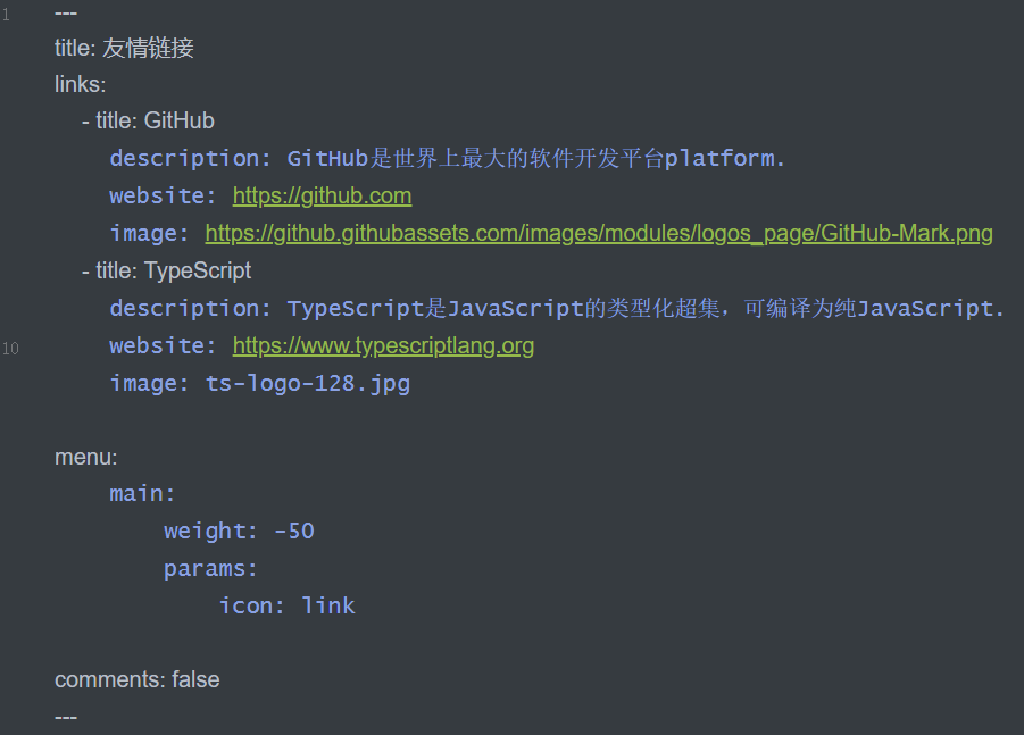 1 ---
title: 友情链接
links:
  - title: GitHub
    description: GitHub是世界上最大的软件开发平台platform.
    website: https://github.com
    image: https://github.githubassets.com/images/modules/logos_page/GitHub-Mark.png
  - title: TypeScript
    description: TypeScript是JavaScript的类型化超集，可编译为纯JavaScript.
10     website: https://www.typescriptlang.org
    image: ts-logo-128.jpg
menu:
    main:
        weight: -50
        params:
            icon: link
comments: false
---